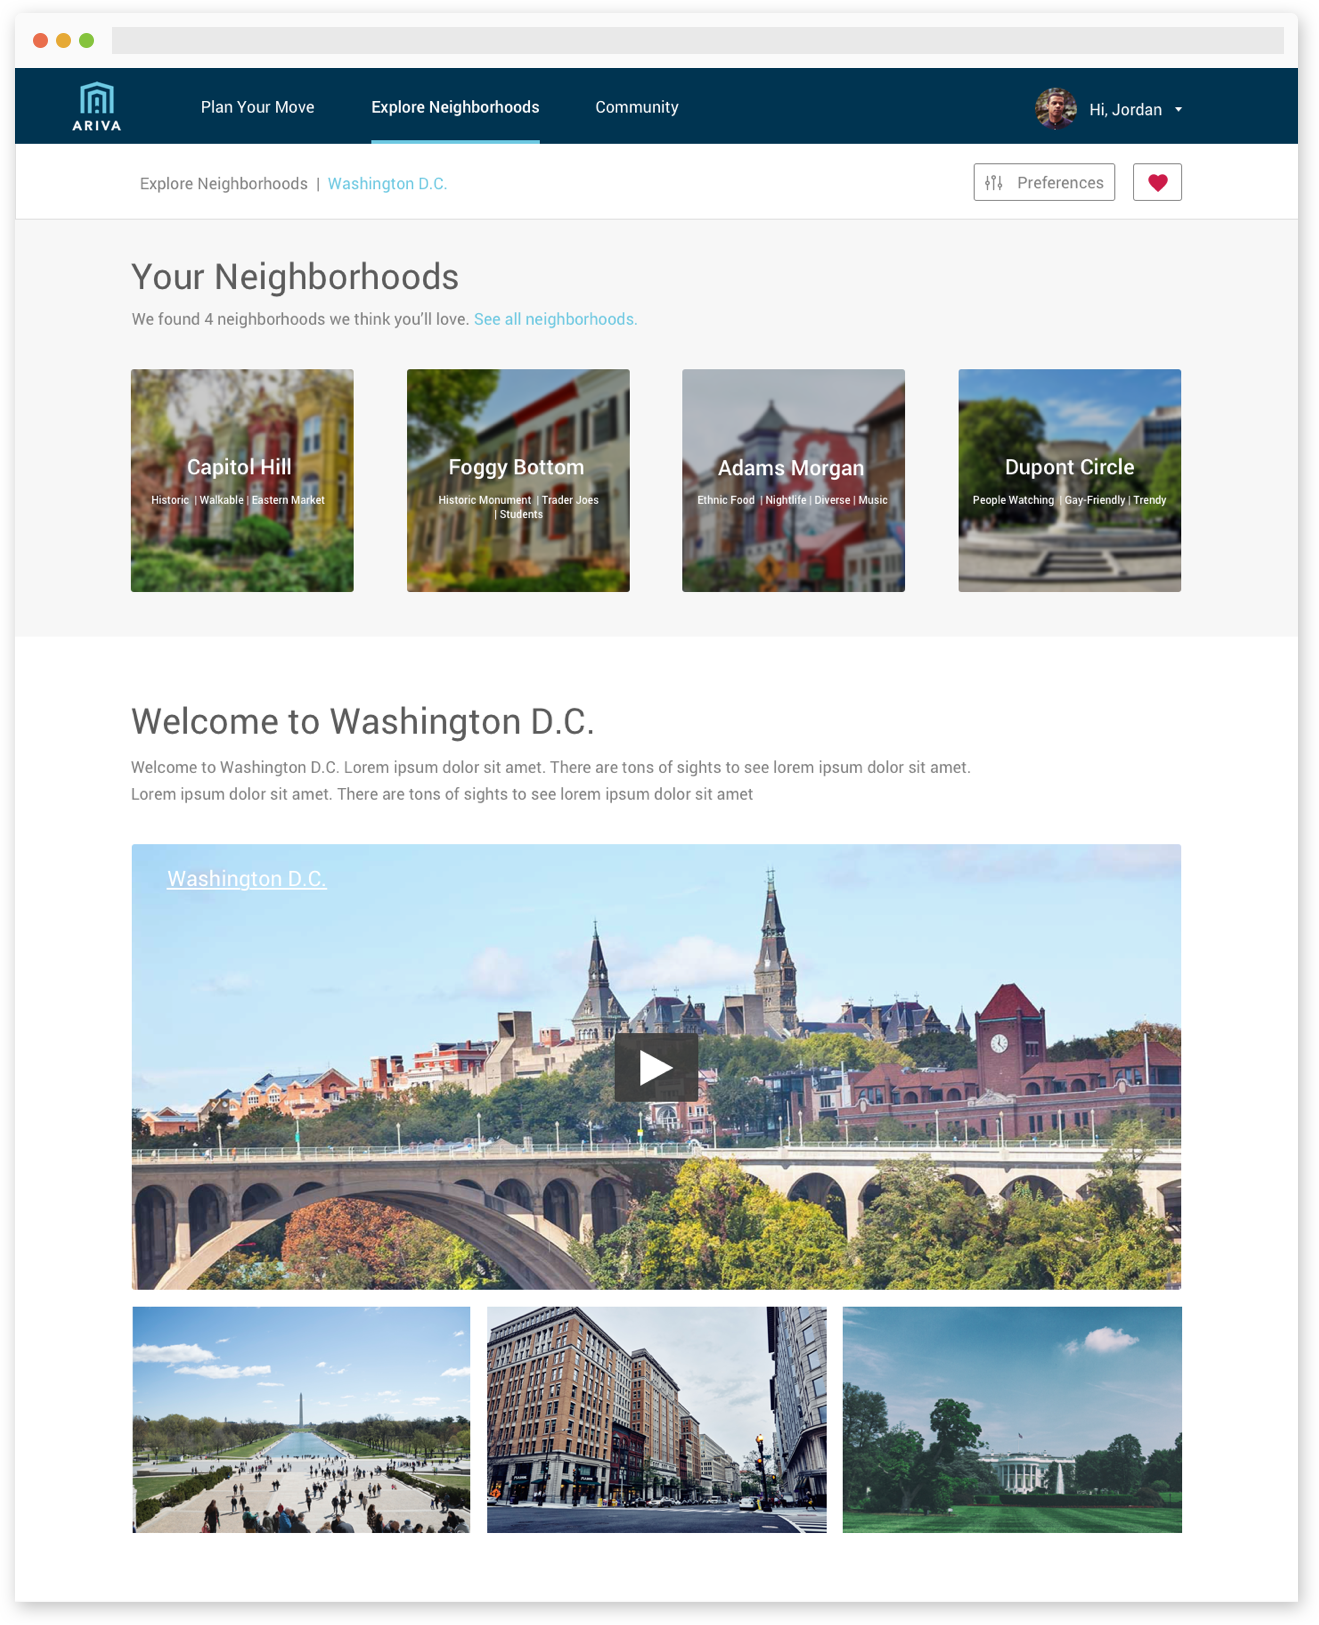 ARIVA
Plan Your Move
Explore Neighborhoods
Community
Hi, Jordan
Explore Neighborhoods | Washington D.C.
Preferences
Your Neighborhoods
We found 4 neighborhoods we think you'll love. See all neighborhoods.
Capitol Hill
Historic | Walkable | Eastern Market
Foggy Bottom
Historic Monument | Trader Joes
| Students
Adams Morgan
Ethnic Food | Nightlife | Diverse | Music
Dupont Circle
People Watching | Gay-Friendly | Trendy
Welcome to Washington D.C.
Welcome to Washington D.C. Lorem ipsum dolor sit amet. There are tons of sights to see lorem ipsum dolor sit amet.
Lorem ipsum dolor sit amet. There are tons of sights to see lorem ipsum dolor sit amet
Washington D.C.